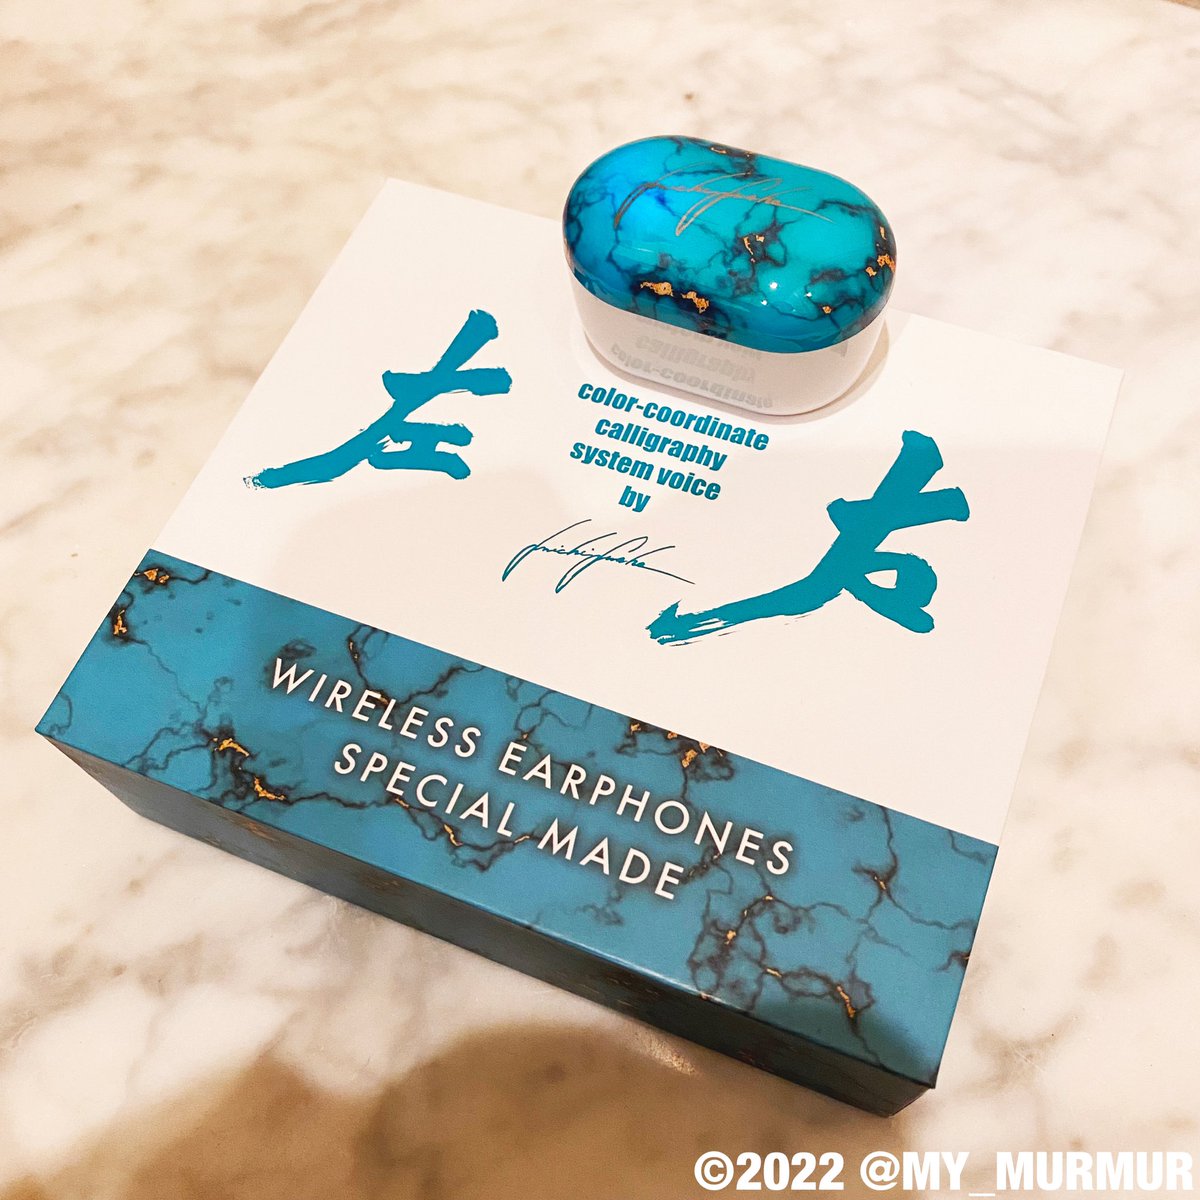 左
color-coordinate
calligraphy
system voice
by
右
WIRELESS EARPHONES
SPECIAL MADE
©2022 @MY_MURMUR